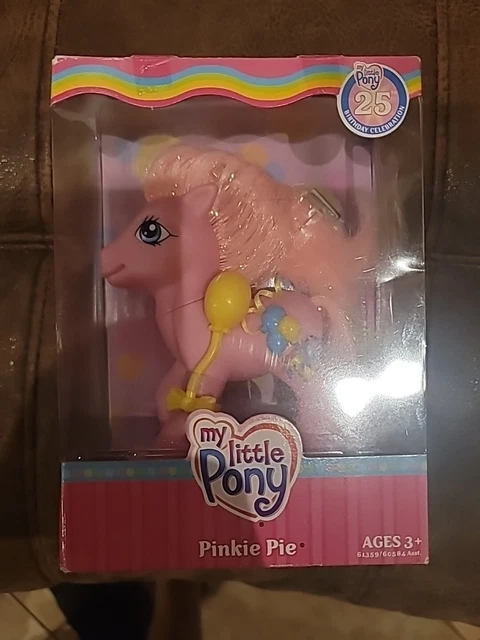 my little
Pony
25
BIRTHDAY CELEBRATION
my
little
Pony
Pinkie Pie
AGES 3+
61359/60584 Asst.